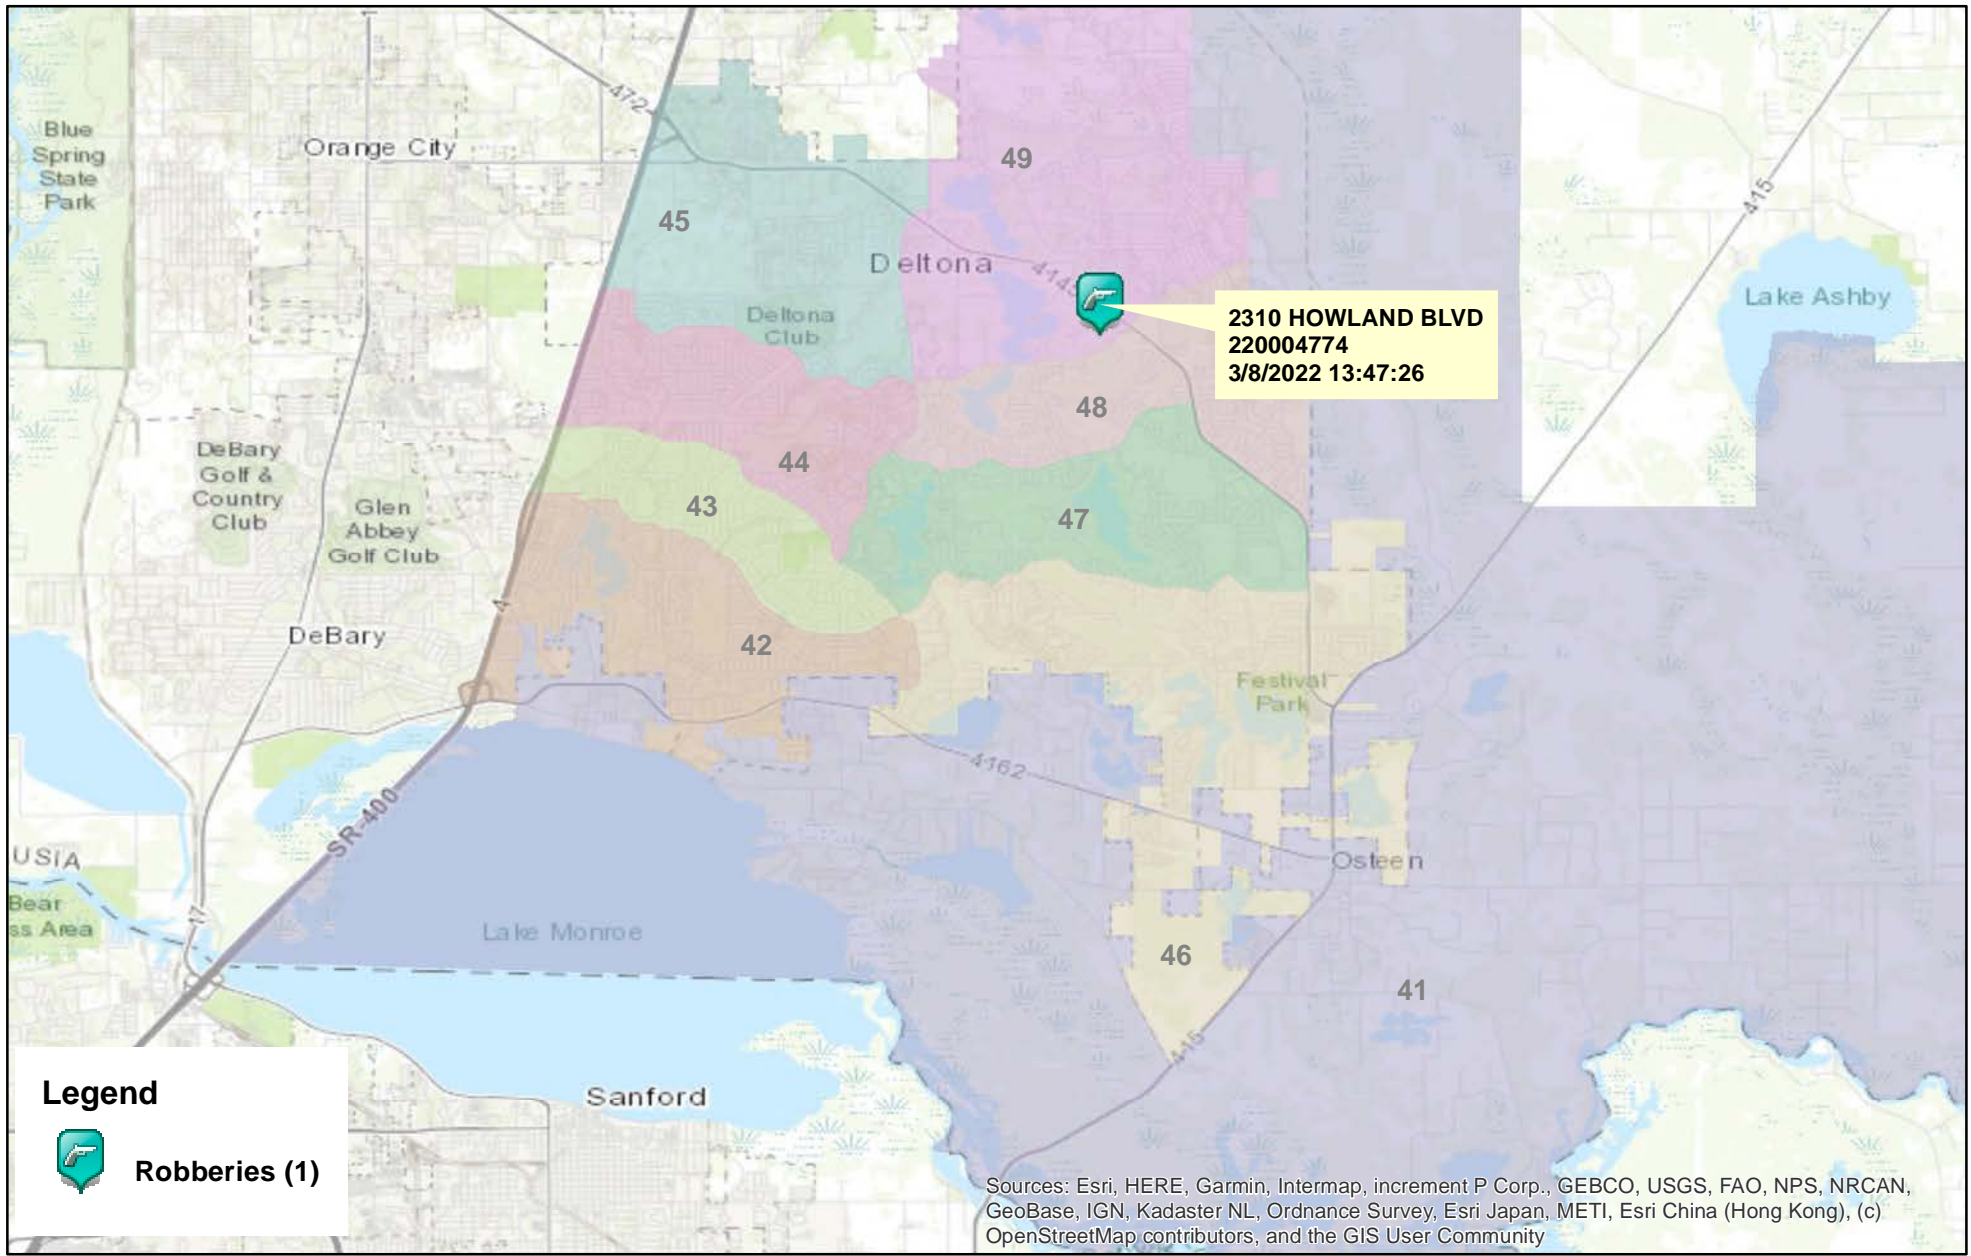 472
Blue
Spring
State
Park
Orange City
49
415
45
Deltona
Deltona
Club
Lake Ashby
2310 HOWLAND BLVD
220004774
3/8/2022 13:47:26
48
DeBary
Golf &
Country
Club
44
43
Glen
Abbey
Golf Club
47
4
DeBary
42
Festival
Park
4162
SR-400
USIA
Osteen
Bear
ss Area
17
Lake Monroe
46
41
415
Legend
Robberies (1)
Sanford
Sources: Esri, HERE, Garmin, Intermap, increment P Corp., GEBCO, USGS, FAO, NPS, NRCAN,
GeoBase, IGN, Kadaster NL, Ordnance Survey, Esri Japan, METI, Esri China (Hong Kong), (c)
OpenStreetMap contributors, and the GIS User Community